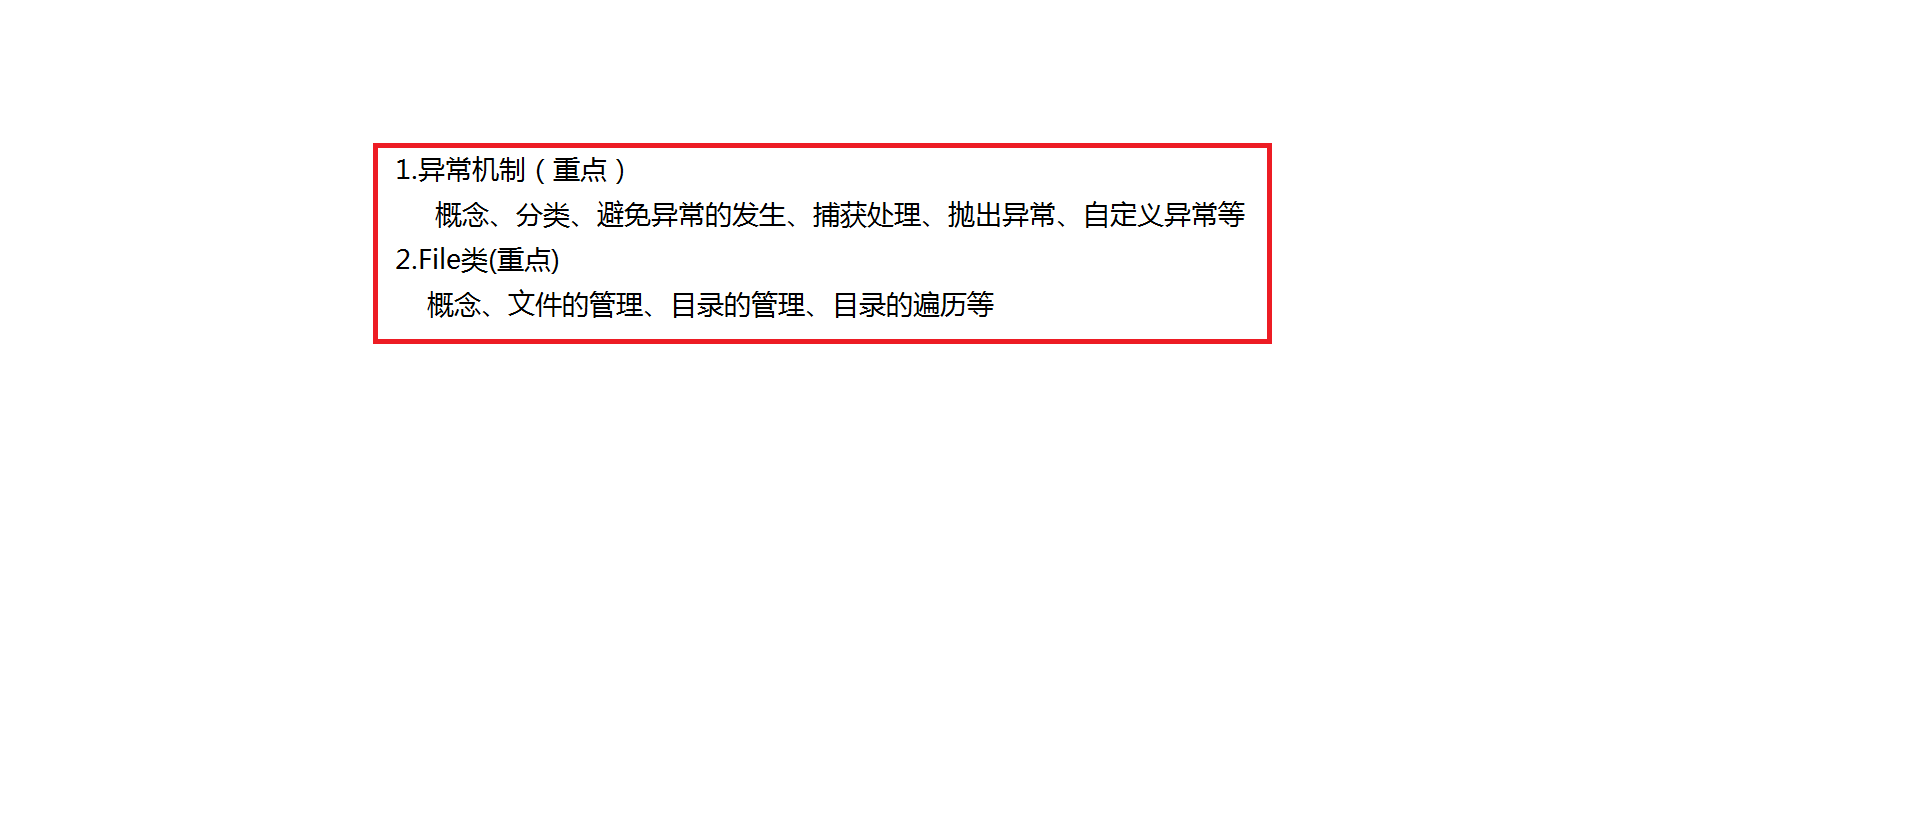 1.异常机制（重点）
概念、分类、避免异常的发生、捕获处理、抛出异常、自定义异常等
2.File类(重点)
概念、文件的管理、目录的管理、目录的遍历等